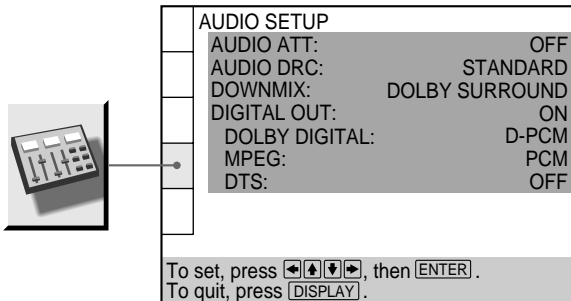 AUDIO SETUP
AUDIO ATT: OFF
AUDIO DRC: STANDARD
DOWNMIX: DOLBY SURROUND
DIGITAL OUT: ON
DOLBY DIGITAL: D-PCM
MPEG: PCM
DTS: OFF
To set, press ←↑↓→, then ENTER.
To quit, press DISPLAY.